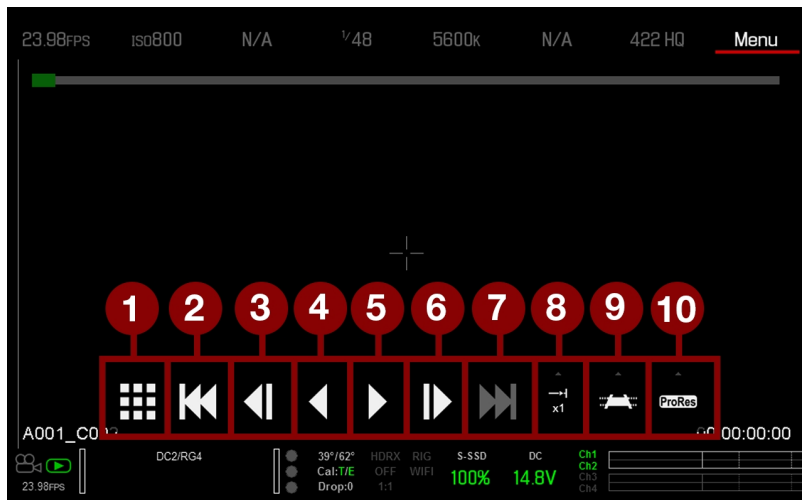 23.98FPS ISO800 N/A 1/48 5600K N/A 422 HQ Menu
1 2 3 4 5 6 7 8 9 10
x1 ProRes
00:00:00
DC2/RG4 39°/62° HDRX RIG S-SSD DC Ch1
Cal:T/E OFF WIFI 100% 14.8V Ch2
23.98FPS Drop:0 1:1 Ch3
Ch4